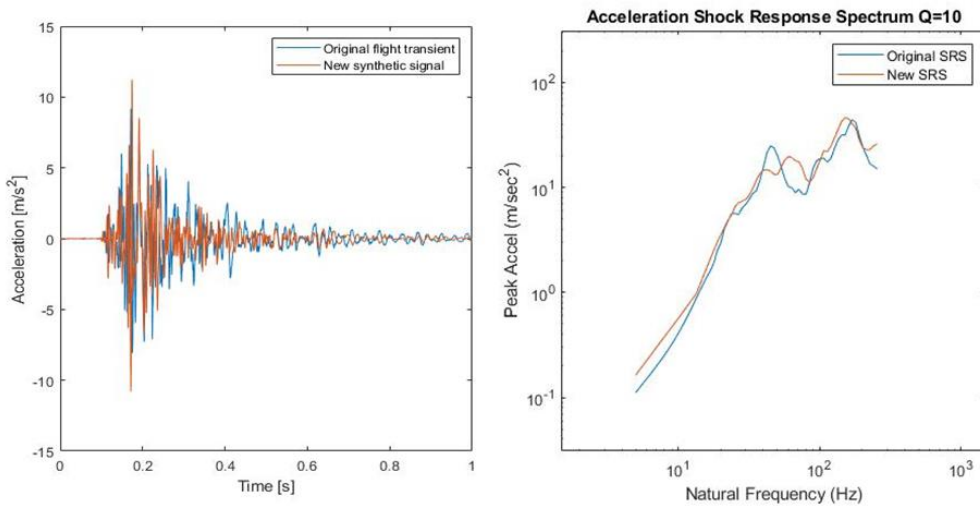 Original flight transient
New synthetic signal
15
10
5
0
-5
-10
-15
Acceleration [m/s²]
0
0.2
0.4
0.6
0.8
1
Time [s]
Acceleration Shock Response Spectrum Q=10
Original SRS
New SRS
10²
10¹
10⁰
10⁻¹
Peak Accel (m/sec²)
10¹
10²
10³
Natural Frequency (Hz)